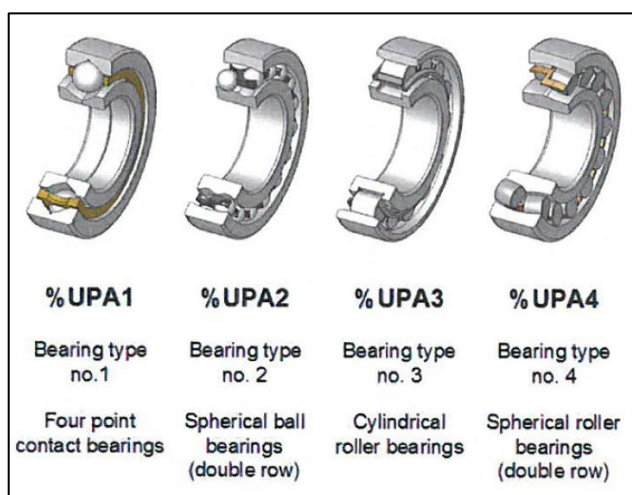 %UPA1 %UPA2 %UPA3 %UPA4
Bearing type no.1
Bearing type no. 2
Bearing type no. 3
Bearing type no. 4
Four point contact bearings
Spherical ball bearings (double row)
Cylindrical roller bearings
Spherical roller bearings (double row)